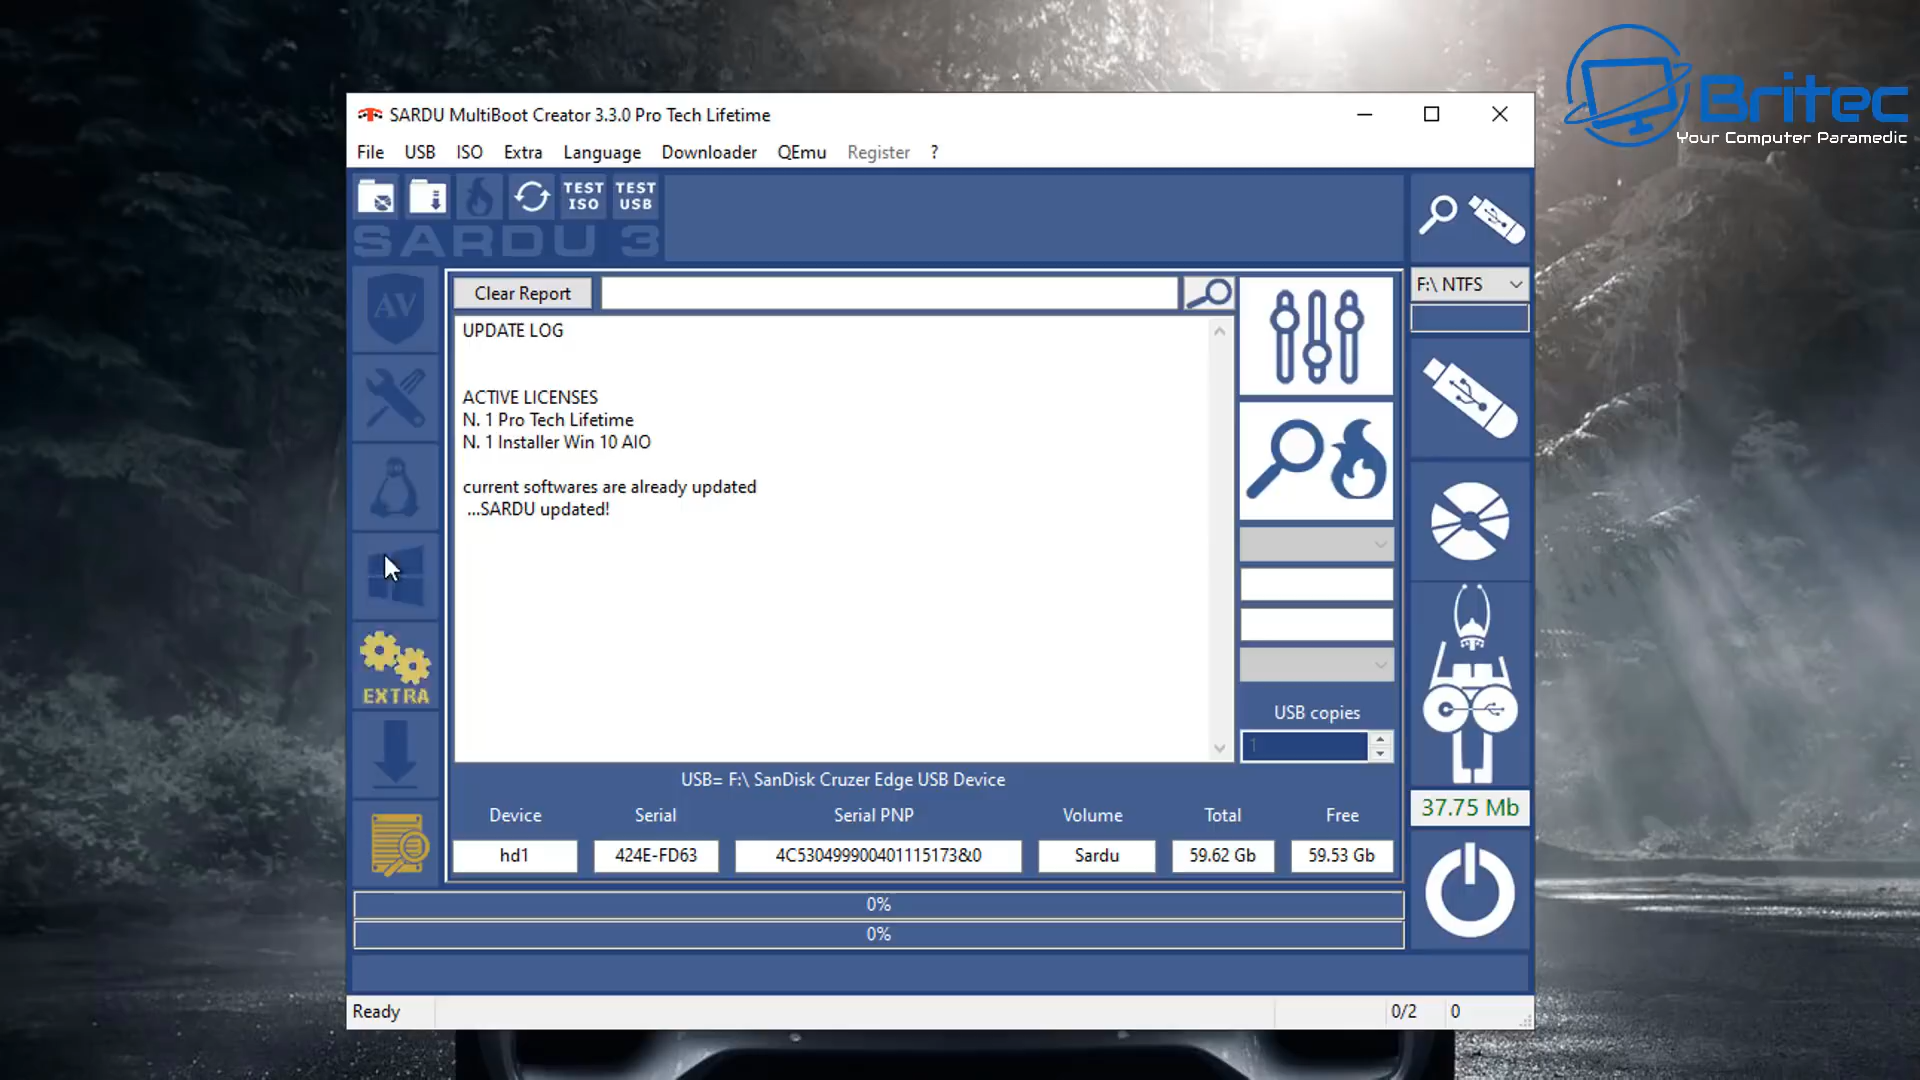 Britec
Your Computer Paramedic
SARDU MultiBoot Creator 3.3.0 Pro Tech Lifetime
File USB ISO Extra Language Downloader QEmu Register ?
TEST ISO
TEST USB
SARDU 3
F:\ NTFS
AV
Clear Report
UPDATE LOG
ACTIVE LICENSES
N. 1 Pro Tech Lifetime
N. 1 Installer Win 10 AIO
current softwares are already updated
...SARDU updated!
EXTRA
USB copies
1
USB= F:\ SanDisk Cruzer Edge USB Device
Device Serial Serial PNP Volume Total Free
hd1 424E-FD63 4C530499900401115173&0 Sardu 59.62 Gb 59.53 Gb
37.75 Mb
0%
0%
Ready 0/2 0